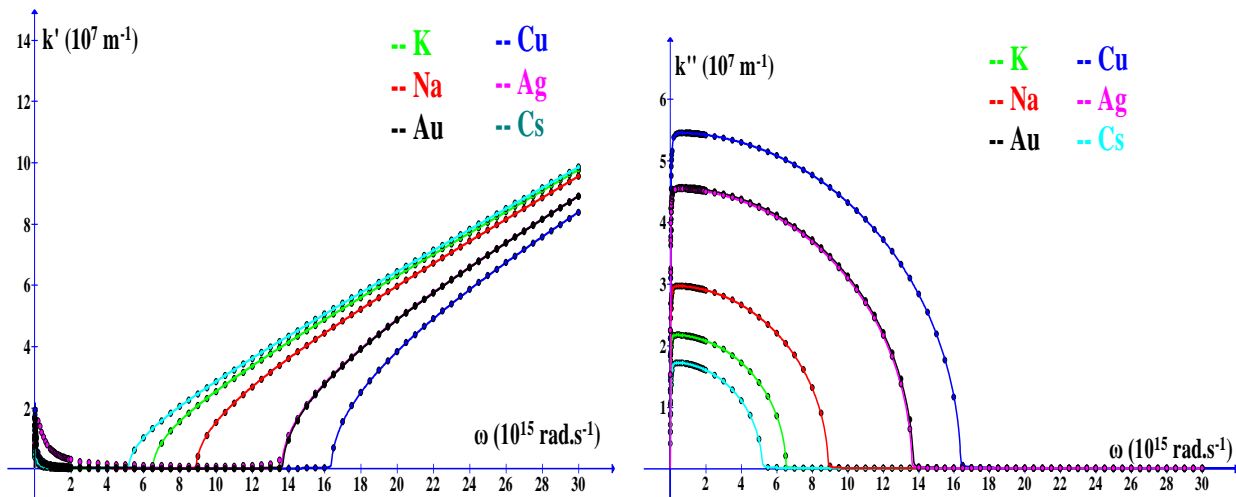 k' (10⁷ m⁻¹)
14
12
10
8
6
4
2
-- K
-- Na
-- Au
-- Cu
-- Ag
-- Cs
ω (10¹⁵ rad.s⁻¹)
2 4 6 8 10 12 14 16 18 20 22 24 26 28 30
k'' (10⁷ m⁻¹)
6
5
4
3
2
1
-- K
-- Na
-- Au
-- Cu
-- Ag
-- Cs
ω (10¹⁵ rad.s⁻¹)
2 4 6 8 10 12 14 16 18 20 22 24 26 28 30